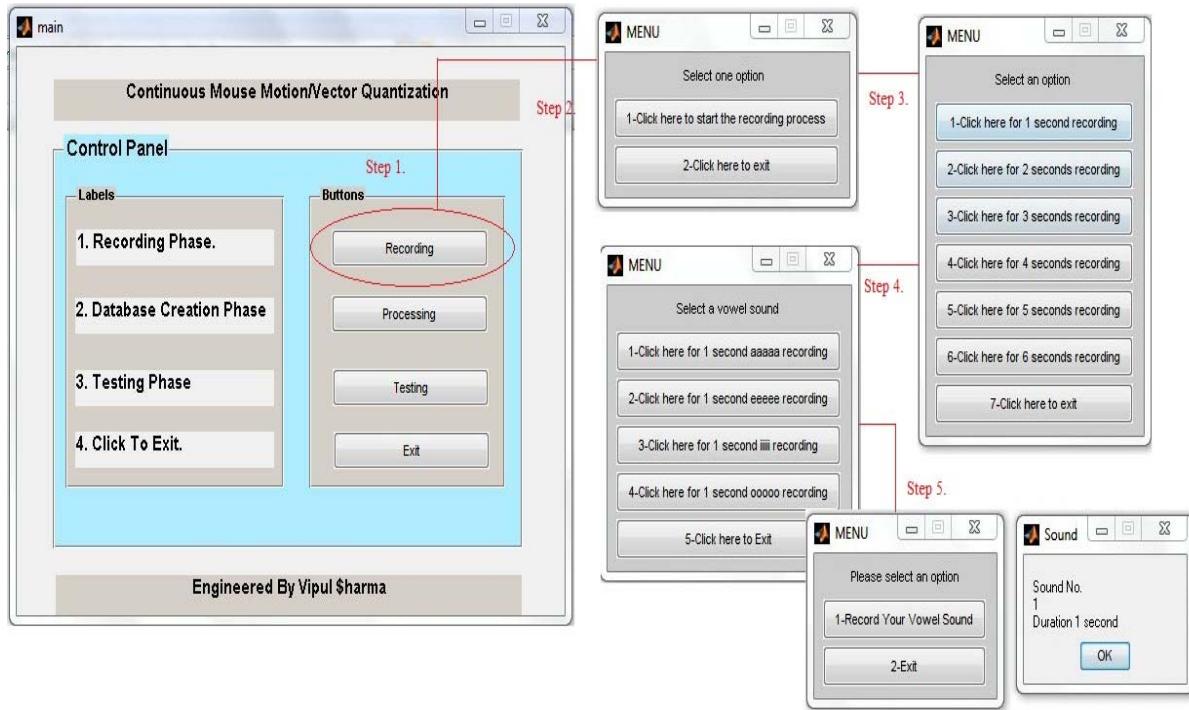 main
Continuous Mouse Motion/Vector Quantization
Control Panel
Step 1.
Labels
1. Recording Phase.
2. Database Creation Phase
3. Testing Phase
4. Click To Exit.
Buttons
Recording
Processing
Testing
Exit
Engineered By Vipul $harma
Step 2.
MENU
Select one option
1-Click here to start the recording process
2-Click here to exit
Step 3.
MENU
Select an option
1-Click here for 1 second recording
2-Click here for 2 seconds recording
3-Click here for 3 seconds recording
4-Click here for 4 seconds recording
5-Click here for 5 seconds recording
6-Click here for 6 seconds recording
7-Click here to exit
Step 4.
MENU
Select a vowel sound
1-Click here for 1 second aaaaa recording
2-Click here for 1 second eeeee recording
3-Click here for 1 second iiiii recording
4-Click here for 1 second ooooo recording
5-Click here to Exit
Step 5.
MENU
Please select an option
1-Record Your Vowel Sound
2-Exit
Sound
Sound No.
1
Duration 1 second
OK